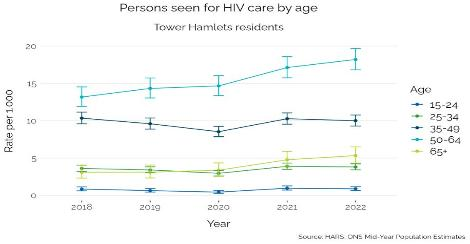 Persons seen for HIV care by age
Tower Hamlets residents
Rate per 1000
20
15
10
5
0
2018 2019 2020 2021 2022
Year
Age
15-24
25-34
35-49
50-64
65+
Source: HARS, ONS Mid-Year Population Estimates